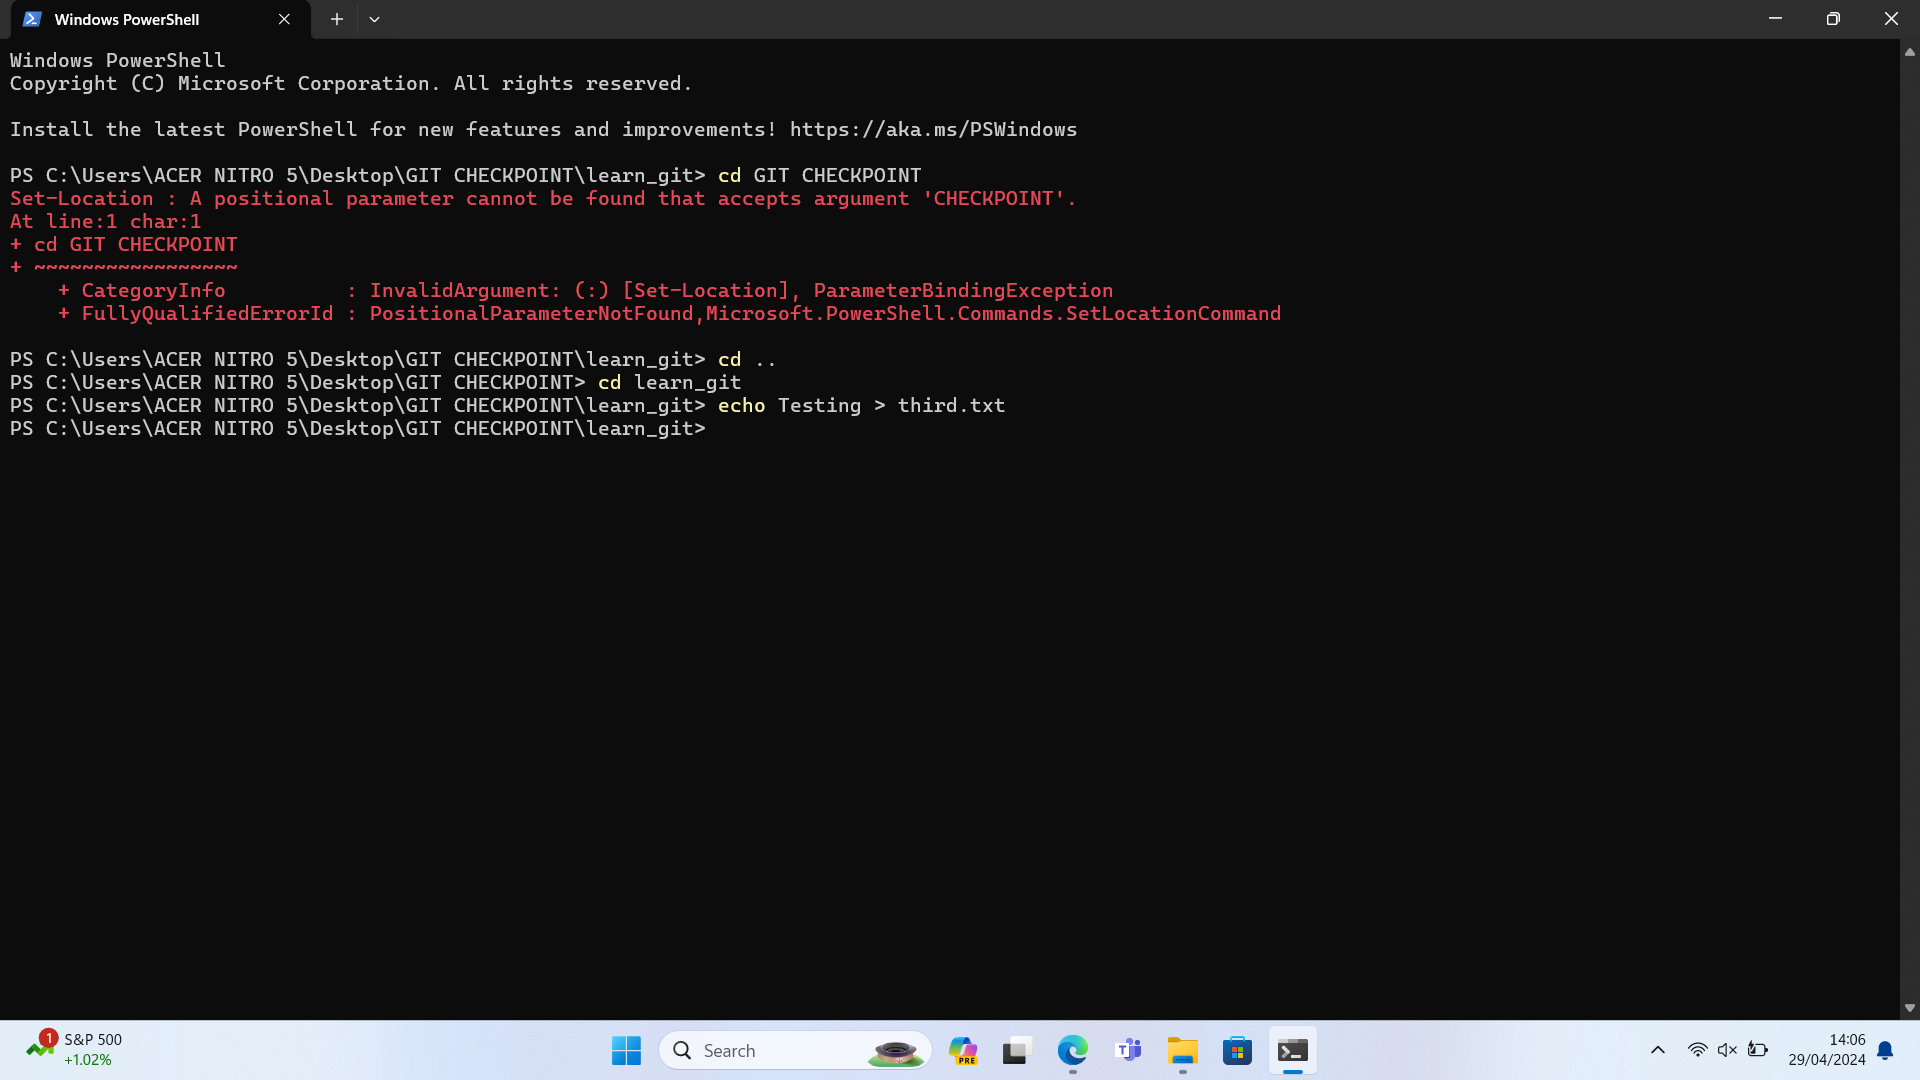 Windows PowerShell
Windows PowerShell
Copyright (C) Microsoft Corporation. All rights reserved.
Install the latest PowerShell for new features and improvements! https://aka.ms/PSWindows
PS C:\Users\ACER NITRO 5\Desktop\GIT CHECKPOINT\learn_git> cd GIT CHECKPOINT
Set-Location : A positional parameter cannot be found that accepts argument 'CHECKPOINT'.
At line:1 char:1
+ cd GIT CHECKPOINT
+ ~~~~~~~~~~~~~~~~~
    + CategoryInfo          : InvalidArgument: (:) [Set-Location], ParameterBindingException
    + FullyQualifiedErrorId : PositionalParameterNotFound,Microsoft.PowerShell.Commands.SetLocationCommand
PS C:\Users\ACER NITRO 5\Desktop\GIT CHECKPOINT\learn_git> cd ..
PS C:\Users\ACER NITRO 5\Desktop\GIT CHECKPOINT> cd learn_git
PS C:\Users\ACER NITRO 5\Desktop\GIT CHECKPOINT\learn_git> echo Testing > third.txt
PS C:\Users\ACER NITRO 5\Desktop\GIT CHECKPOINT\learn_git>
1
S&P 500
+1.02%
Search
PRE
T
14:06
29/04/2024